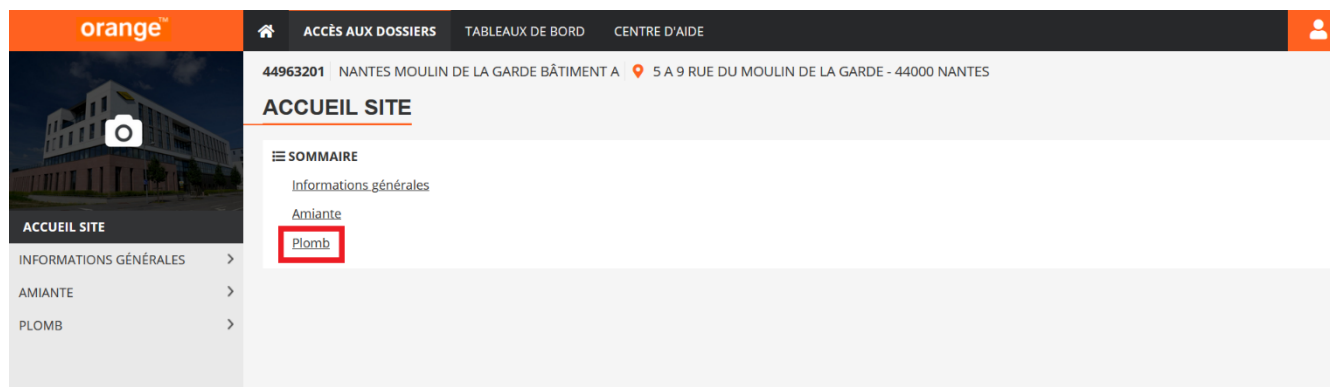 orange™
ACCÈS AUX DOSSIERS TABLEAUX DE BORD CENTRE D'AIDE
44963201 NANTES MOULIN DE LA GARDE BÂTIMENT A 5 A 9 RUE DU MOULIN DE LA GARDE - 44000 NANTES
ACCUEIL SITE
SOMMAIRE
Informations générales
Amiante
Plomb
ACCUEIL SITE
INFORMATIONS GÉNÉRALES
AMIANTE
PLOMB